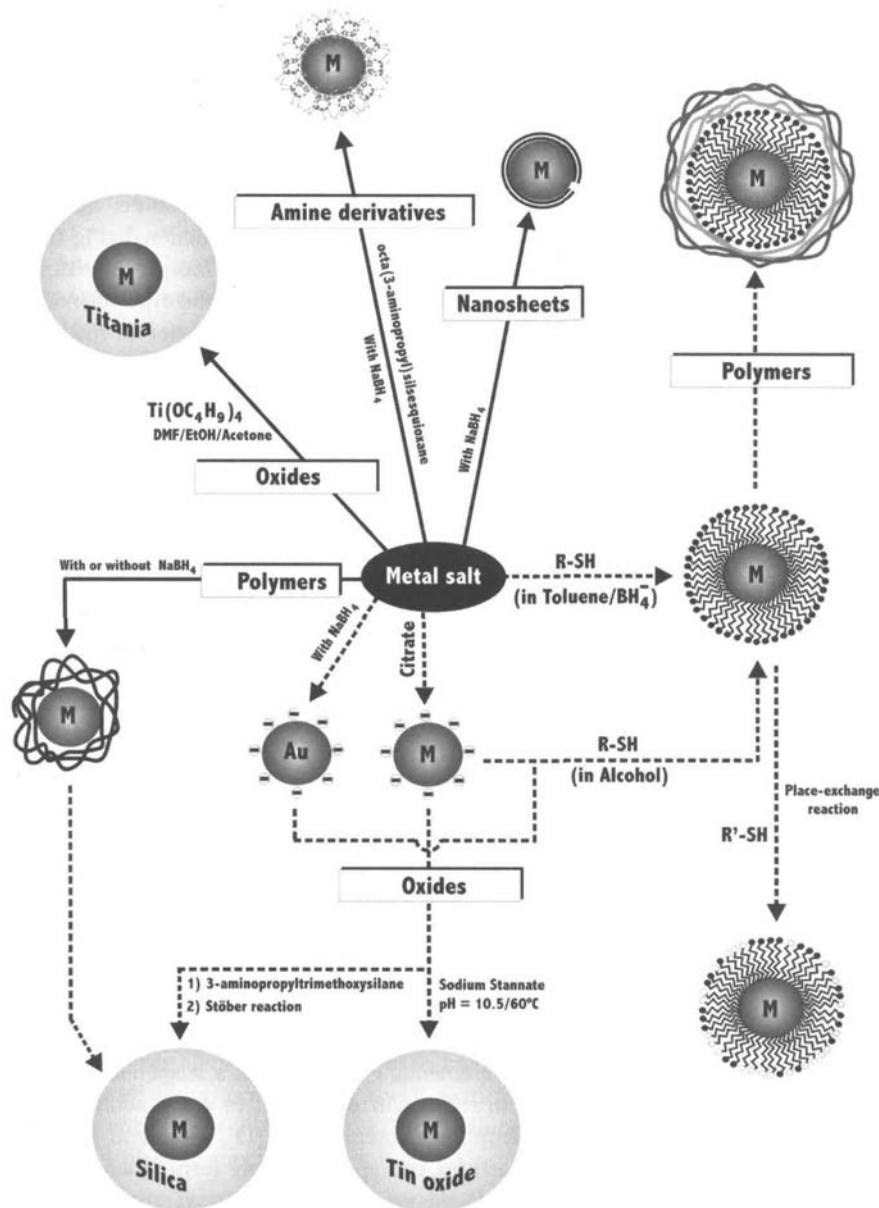 M
M
M
Amine derivatives
M
Titania
Nanosheets
octa(3-aminopropyl)silsesquioxane
With NaBH4
With NaBH4
Polymers
Ti(OC4H9)4
DMF/EtOH/Acetone
Oxides
With or without NaBH4
Polymers
Metal salt
R-SH
(in Toluene/BH4̄)
M
With NaBH4
Citrate
M
Au
M
R-SH
(in Alcohol)
Place-exchange
reaction
R'-SH
Oxides
1) 3-aminopropyltrimethoxysilane
2) Stöber reaction
Sodium Stannate
pH = 10.5/60°C
M
M
Silica
M
Tin oxide